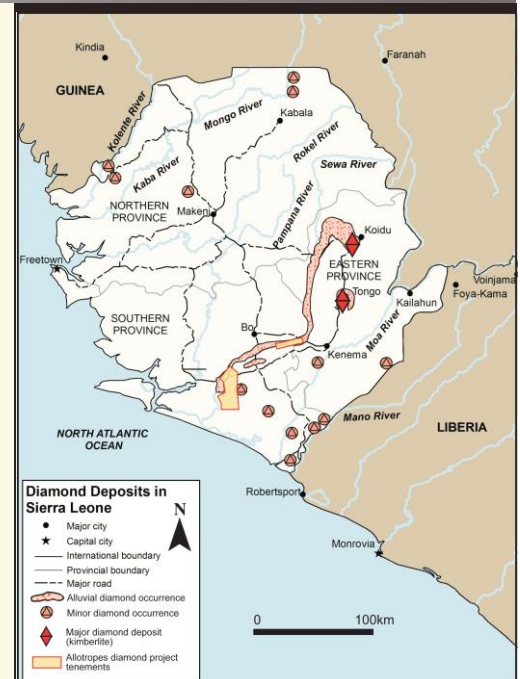 Kindia
Faranah
GUINEA
Kolente River
Mongo River
Kabala
Rokel River
Kaba River
Sewa River
Pampana River
NORTHERN
PROVINCE
Makeni
Koidu
Freetown
EASTERN
PROVINCE
Voinjama
Tongo
Kailahun
Foya-Kama
SOUTHERN
PROVINCE
Bo
Moa River
Kenema
Mano River
NORTH ATLANTIC
OCEAN
LIBERIA
Robertsport
Monrovia
Diamond Deposits in
Sierra Leone
N
Major city
Capital city
International boundary
Provincial boundary
Major road
Alluvial diamond occurrence
Minor diamond occurrence
Major diamond deposit
(kimberlite)
Allotropes diamond project
tenements
0 100km